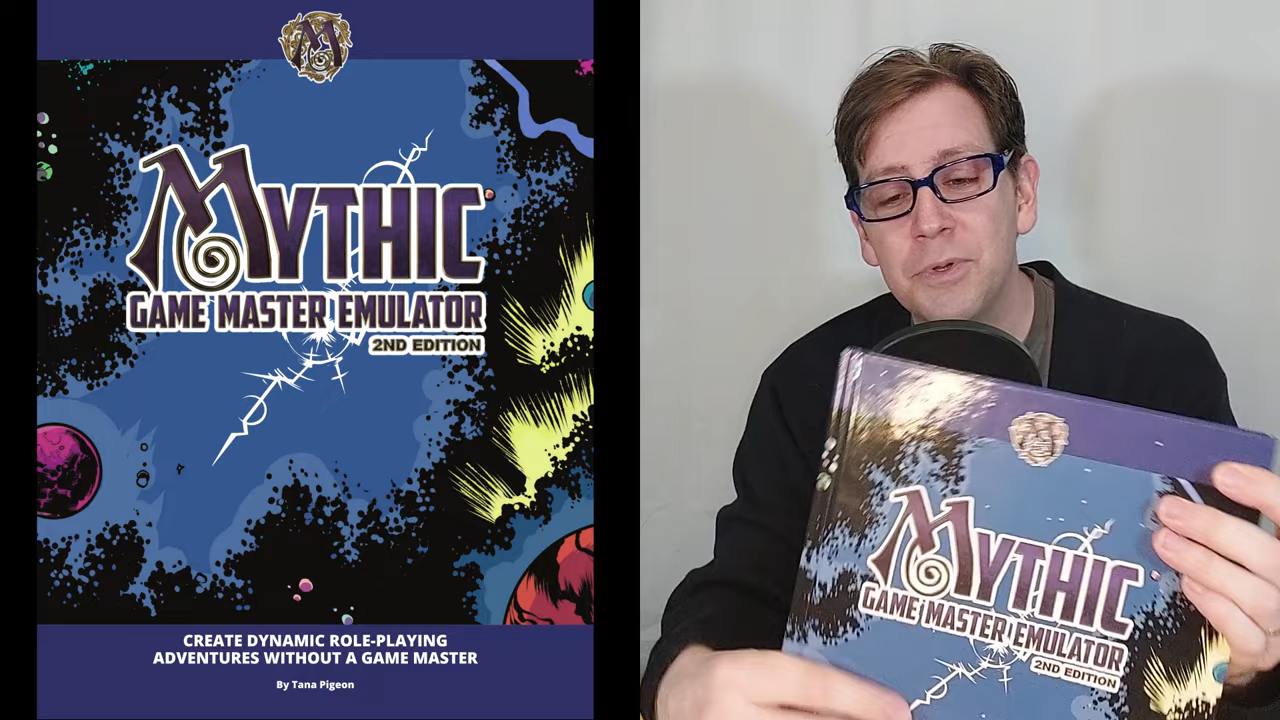 M
MYTHIC
GAME MASTER EMULATOR
2ND EDITION
CREATE DYNAMIC ROLE-PLAYING
ADVENTURES WITHOUT A GAME MASTER
By Tana Pigeon
M
MYTHIC
GAME MASTER EMULATOR
2ND EDITION